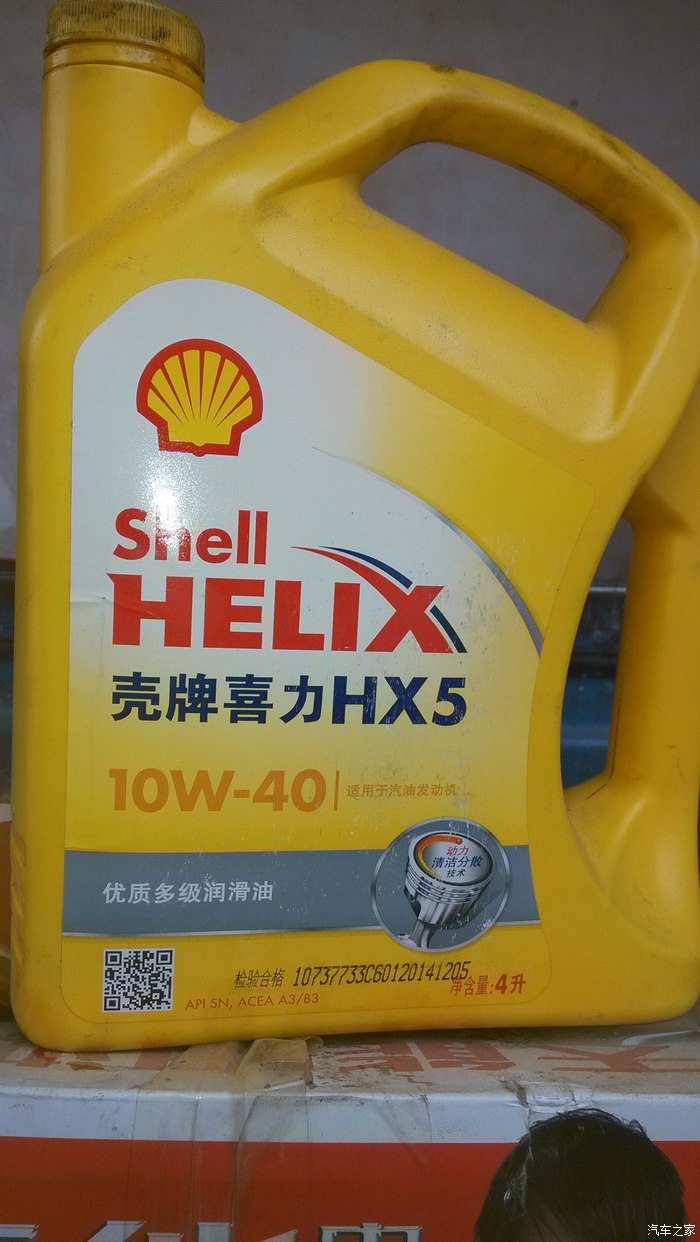 Shell
HELIX
壳牌喜力HX5
10W-40 适用于汽油发动机
动力
清洁分散
技术
优质多级润滑油
检验合格 10737733C60120141205
净含量:4升
API SN, ACEA A3/B3
汽车之家